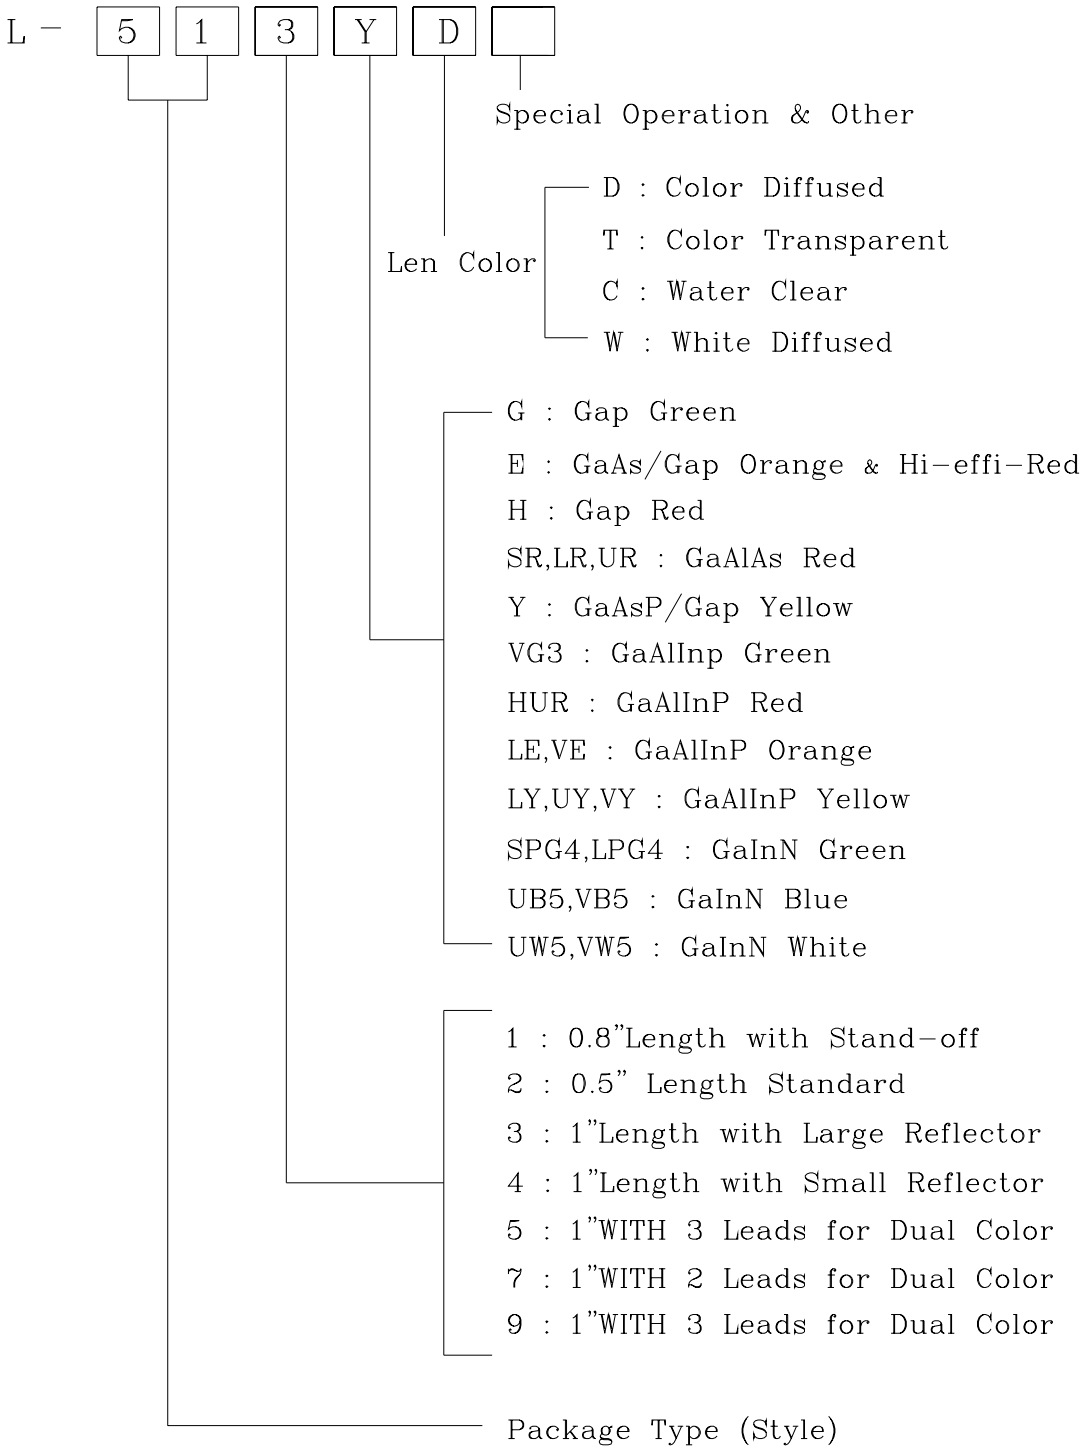 L- 5 1 3 Y D
Special Operation & Other
D : Color Diffused
T : Color Transparent
Len Color
C : Water Clear
W : White Diffused
G : Gap Green
E : GaAs/Gap Orange & Hi-effi-Red
H : Gap Red
SR,LR,UR : GaAlAs Red
Y : GaAsP/Gap Yellow
VG3 : GaAlInp Green
HUR : GaAlInP Red
LE,VE : GaAlInP Orange
LY,UY,VY : GaAlInP Yellow
SPG4,LPG4 : GaInN Green
UB5,VB5 : GaInN Blue
UW5,VW5 : GaInN White
1 : 0.8"Length with Stand-off
2 : 0.5" Length Standard
3 : 1"Length with Large Reflector
4 : 1"Length with Small Reflector
5 : 1"WITH 3 Leads for Dual Color
7 : 1"WITH 2 Leads for Dual Color
9 : 1"WITH 3 Leads for Dual Color
Package Type (Style)